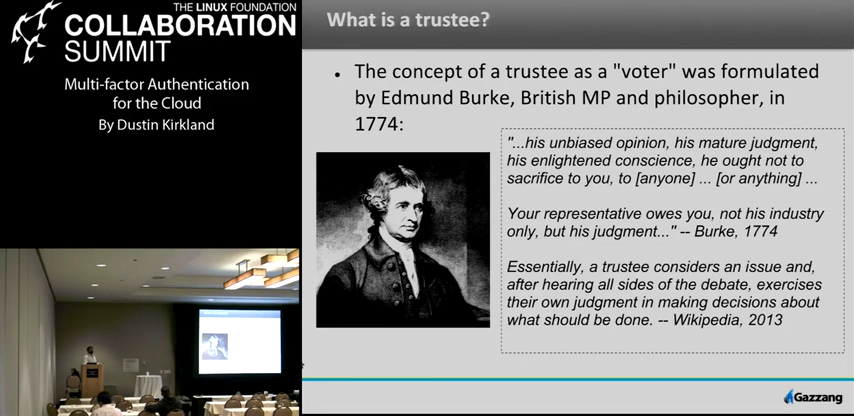 THE LINUX FOUNDATION
COLLABORATION
SUMMIT
Multi-factor Authentication
for the Cloud
By Dustin Kirkland
What is a trustee?
• The concept of a trustee as a "voter" was formulated
by Edmund Burke, British MP and philosopher, in
1774:
"...his unbiased opinion, his mature judgment,
his enlightened conscience, he ought not to
sacrifice to you, to [anyone] ... [or anything] ...
Your representative owes you, not his industry
only, but his judgment..." -- Burke, 1774
Essentially, a trustee considers an issue and,
after hearing all sides of the debate, exercises
their own judgment in making decisions about
what should be done. -- Wikipedia, 2013
Gazzang